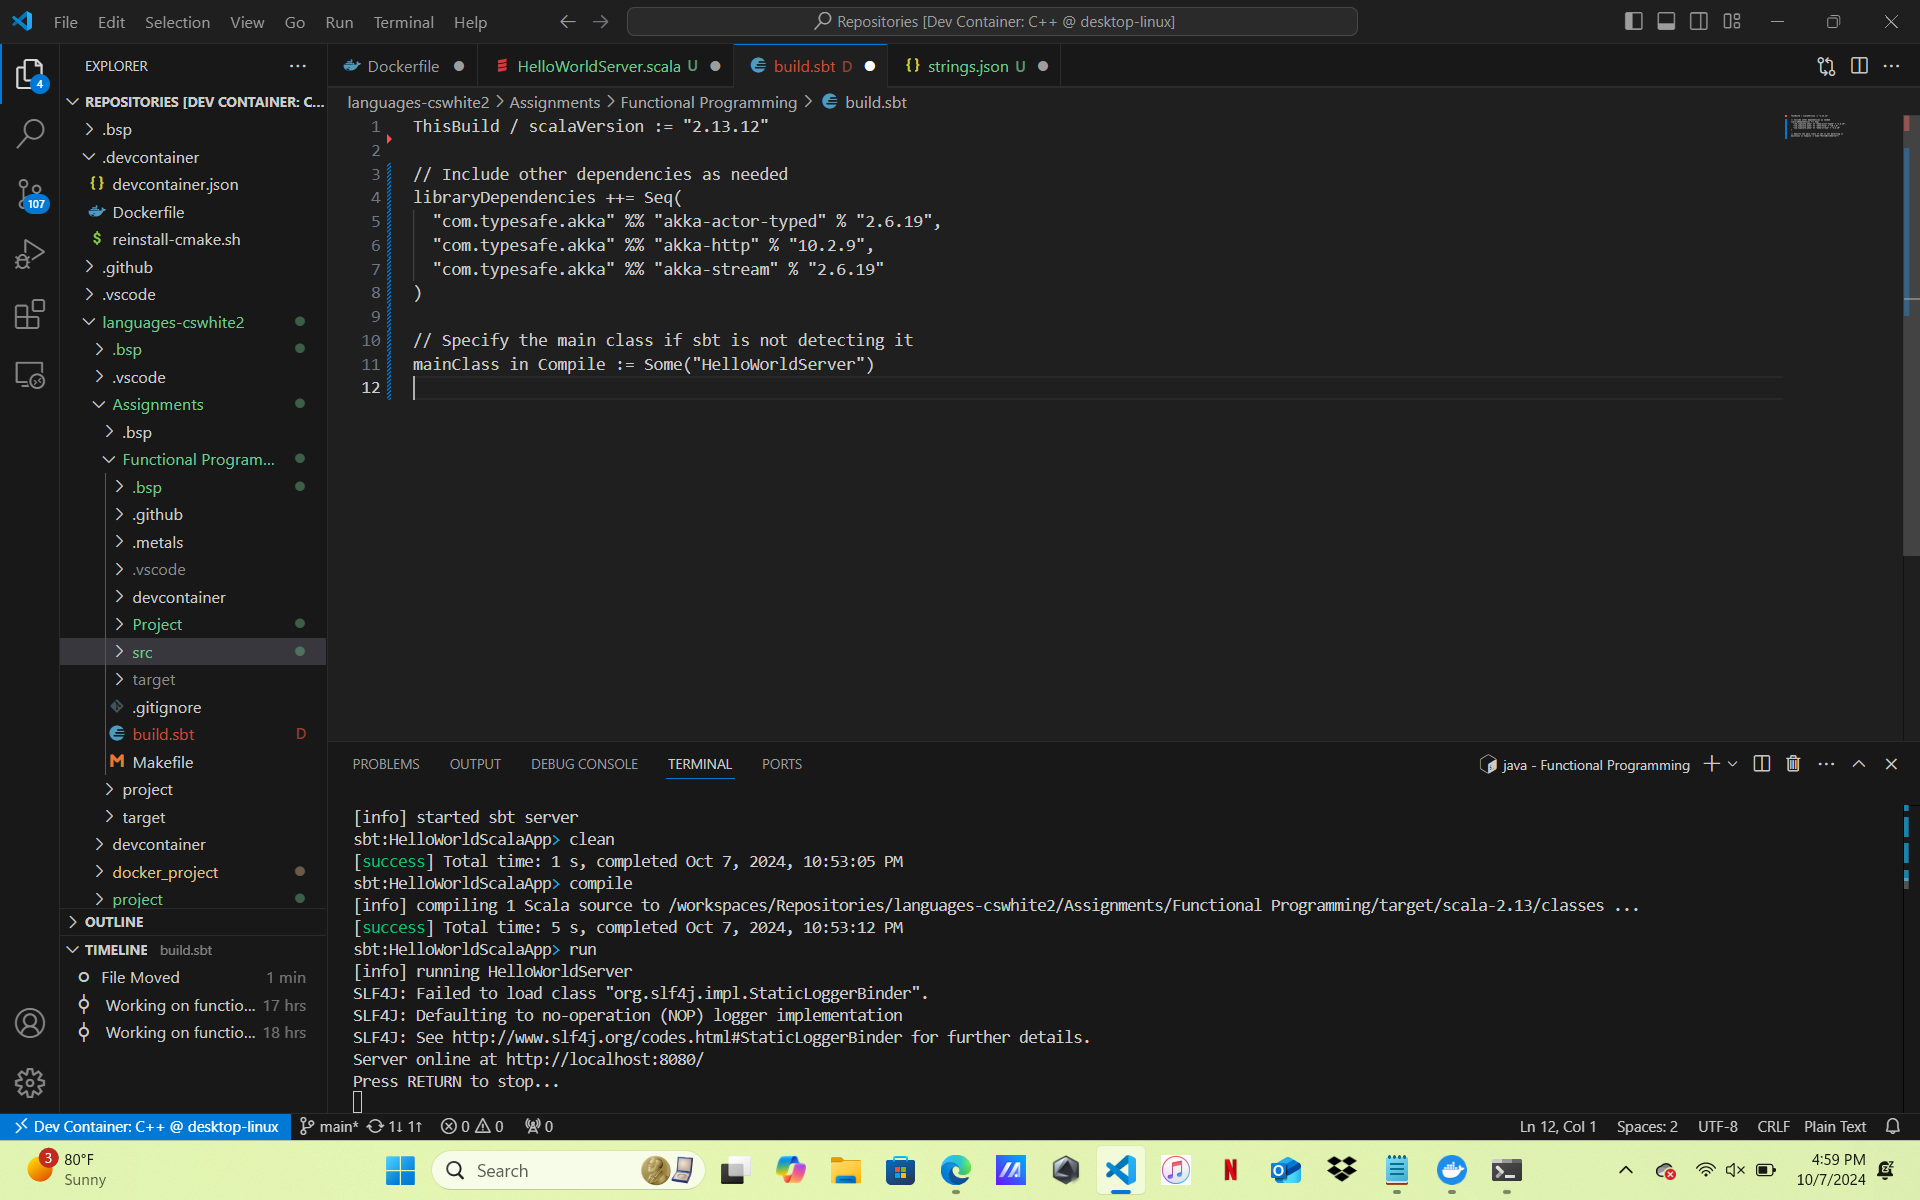 File Edit Selection View Go Run Terminal Help
Repositories [Dev Container: C++ @ desktop-linux]
EXPLORER
REPOSITORIES [DEV CONTAINER: C...
.bsp
.devcontainer
devcontainer.json
Dockerfile
reinstall-cmake.sh
.github
.vscode
languages-cswhite2
.bsp
.vscode
Assignments
.bsp
Functional Program...
.bsp
.github
.metals
.vscode
devcontainer
Project
src
target
.gitignore
build.sbt D
Makefile
project
target
devcontainer
docker_project
project
OUTLINE
TIMELINE build.sbt
File Moved 1 min
Working on functio... 17 hrs
Working on functio... 18 hrs
4
107
Dockerfile
HelloWorldServer.scala U
build.sbt D
strings.json U
languages-cswhite2 > Assignments > Functional Programming > build.sbt
1 ThisBuild / scalaVersion := "2.13.12"
2
3 // Include other dependencies as needed
4 libraryDependencies ++= Seq(
5 "com.typesafe.akka" %% "akka-actor-typed" % "2.6.19",
6 "com.typesafe.akka" %% "akka-http" % "10.2.9",
7 "com.typesafe.akka" %% "akka-stream" % "2.6.19"
8 )
9
10 // Specify the main class if sbt is not detecting it
11 mainClass in Compile := Some("HelloWorldServer")
12
PROBLEMS OUTPUT DEBUG CONSOLE TERMINAL PORTS
java - Functional Programming
[info] started sbt server
sbt:HelloWorldScalaApp> clean
[success] Total time: 1 s, completed Oct 7, 2024, 10:53:05 PM
sbt:HelloWorldScalaApp> compile
[info] compiling 1 Scala source to /workspaces/Repositories/languages-cswhite2/Assignments/Functional Programming/target/scala-2.13/classes ...
[success] Total time: 5 s, completed Oct 7, 2024, 10:53:12 PM
sbt:HelloWorldScalaApp> run
[info] running HelloWorldServer
SLF4J: Failed to load class "org.slf4j.impl.StaticLoggerBinder".
SLF4J: Defaulting to no-operation (NOP) logger implementation
SLF4J: See http://www.slf4j.org/codes.html#StaticLoggerBinder for further details.
Server online at http://localhost:8080/
Press RETURN to stop...
Dev Container: C++ @ desktop-linux main* 1↓ 1↑ 0 0 0
Ln 12, Col 1 Spaces: 2 UTF-8 CRLF Plain Text
3
80°F
Sunny
Search
4:59 PM
10/7/2024